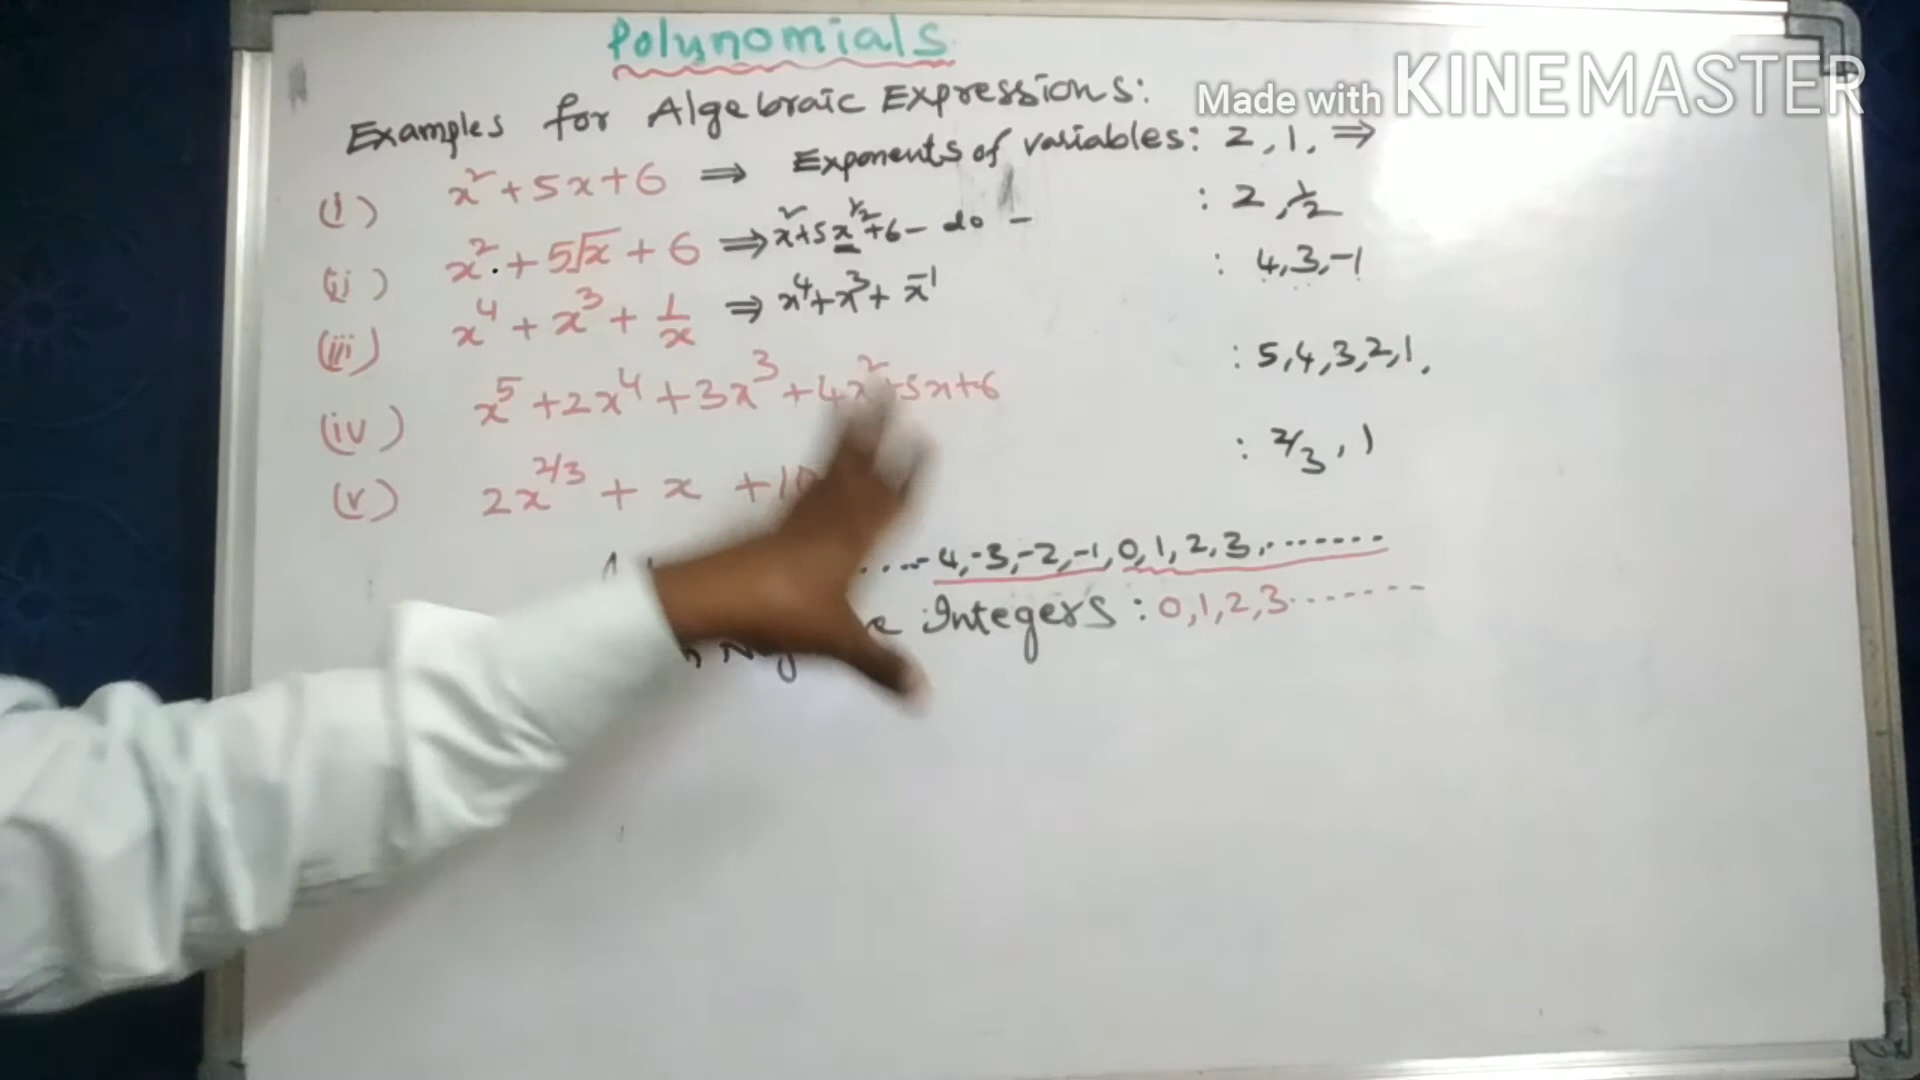 Polynomials
Made with KINEMASTER
Examples for Algebraic Expressions:
(i) x² + 5x + 6 ⇒ Exponents of variables: 2, 1, ⇒
(ii) x² + 5√x + 6 ⇒ x² + 5x^1/2 + 6 - do - : 2, 1/2
(iii) x⁴ + x³ + 1/x ⇒ x⁴ + x³ + x⁻¹ : 4, 3, -1
(iv) x⁵ + 2x⁴ + 3x³ + 4x² + 5x + 6 : 5, 4, 3, 2, 1,
(v) 2x^2/3 + x + 10 : 2/3, 1
....-4, -3, -2, -1, 0, 1, 2, 3, .......
Integers : 0, 1, 2, 3.......